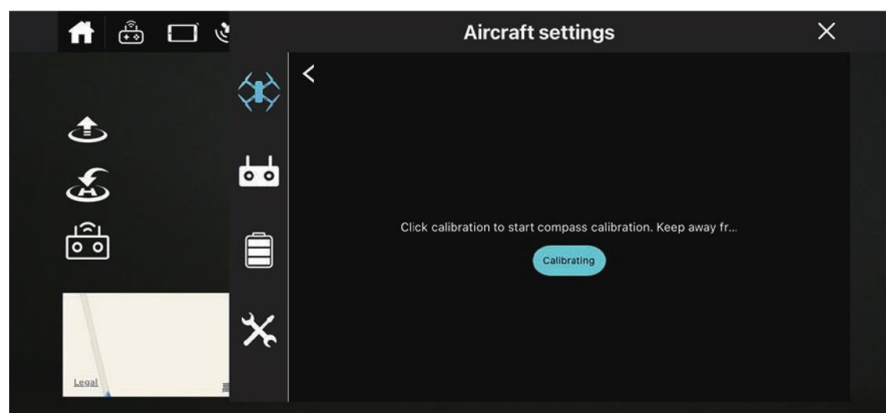 Aircraft settings
Click calibration to start compass calibration. Keep away fr...
Calibrating
Legal